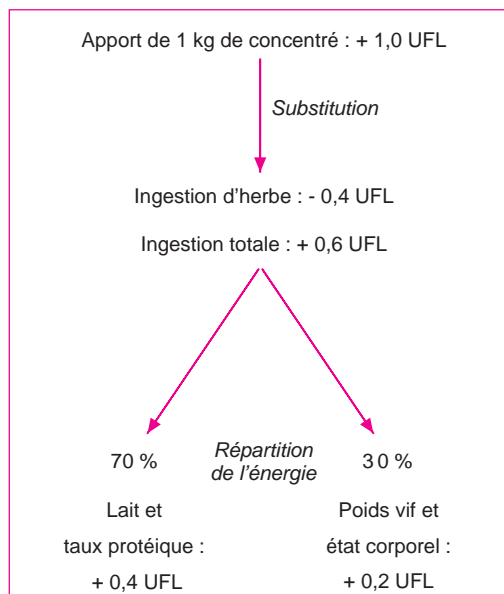 Apport de 1 kg de concentré : + 1,0 UFL
Substitution
Ingestion d'herbe : - 0,4 UFL
Ingestion totale : + 0,6 UFL
Répartition
de l'énergie
70 %
30 %
Lait et
taux protéique :
+ 0,4 UFL
Poids vif et
état corporel :
+ 0,2 UFL